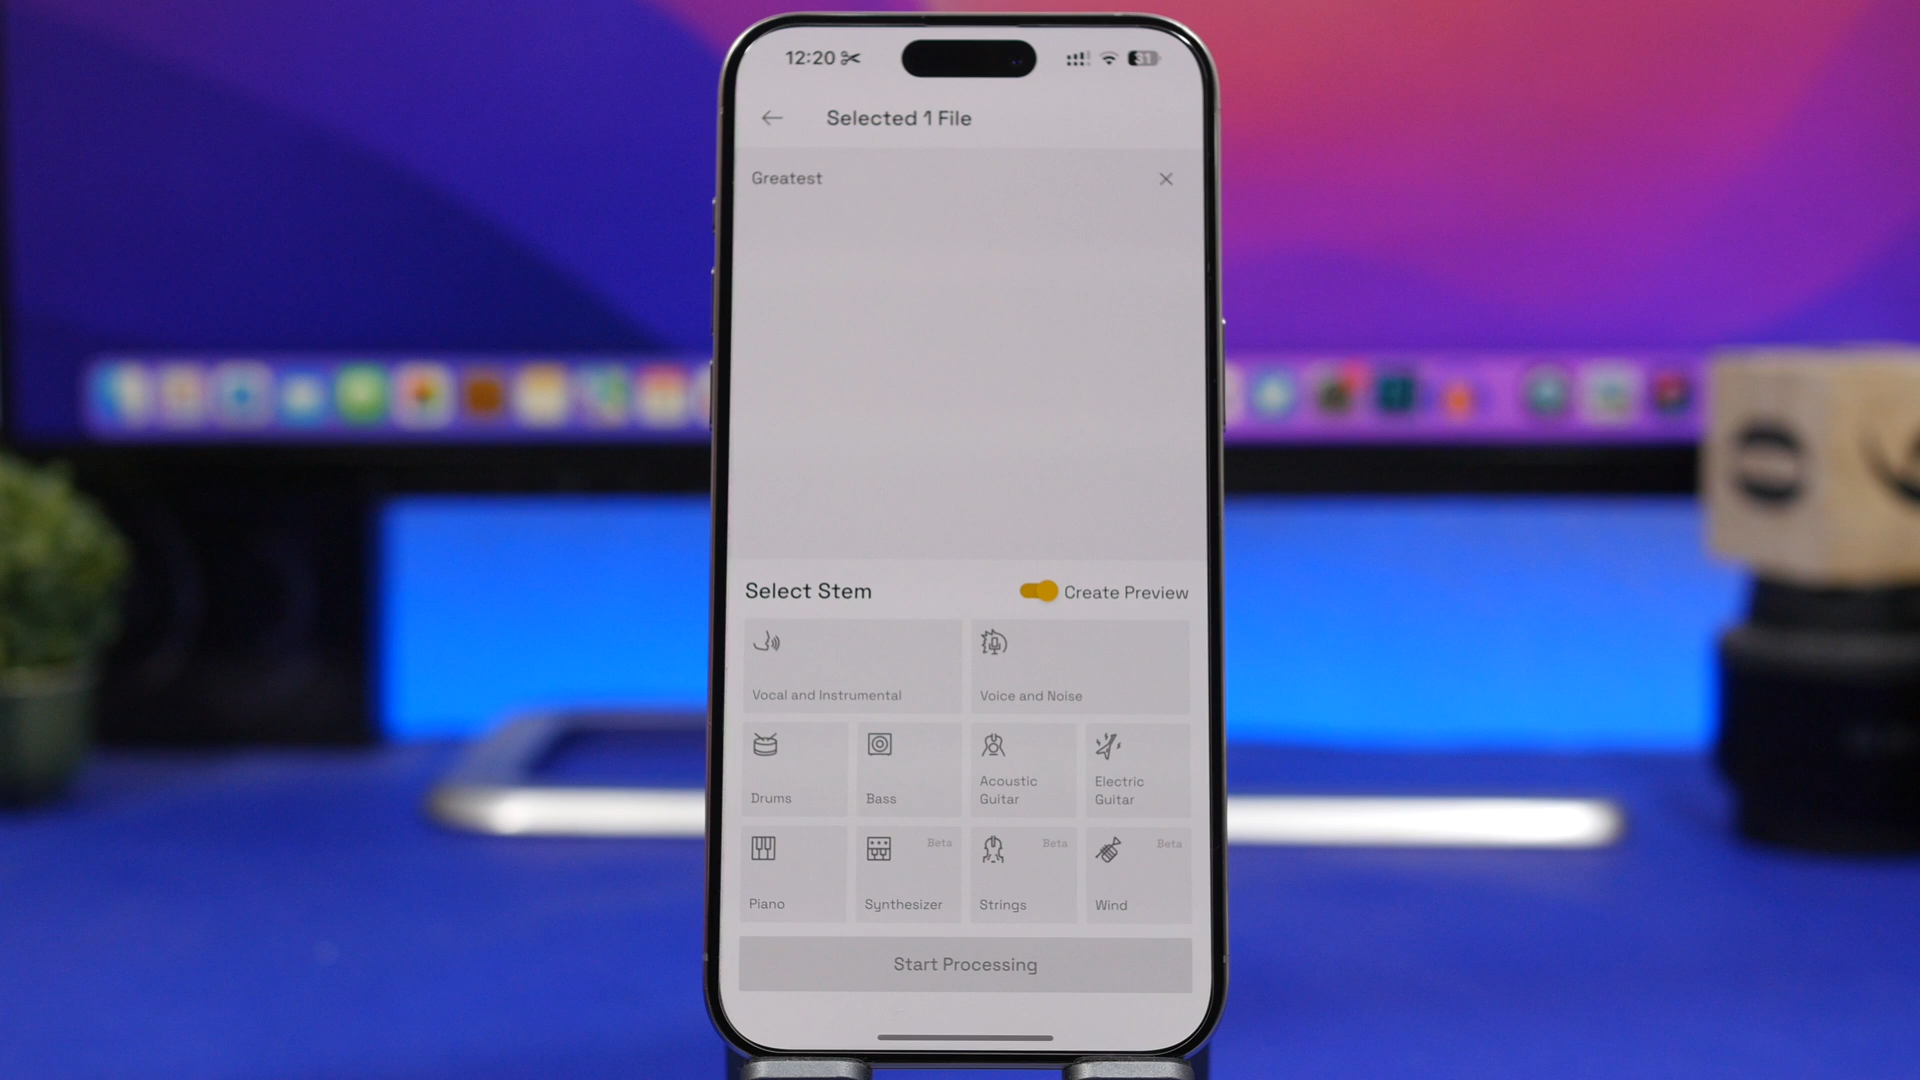 12:20
31
Selected 1 File
Greatest
Select Stem
Create Preview
Vocal and Instrumental
Voice and Noise
Drums
Bass
Acoustic
Guitar
Electric
Guitar
Piano
Beta
Synthesizer
Beta
Strings
Beta
Wind
Start Processing